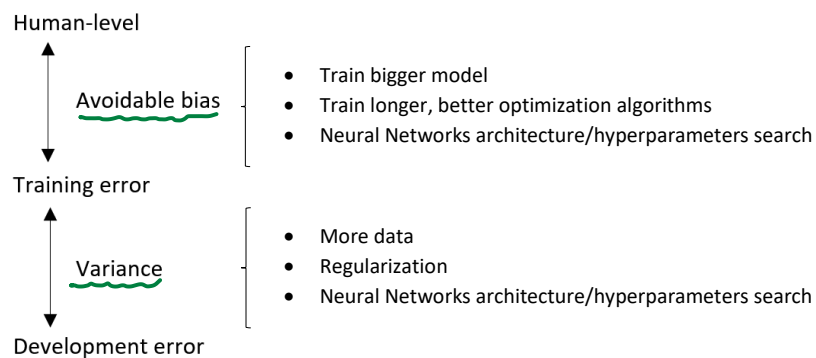 Human-level
Avoidable bias
• Train bigger model
• Train longer, better optimization algorithms
• Neural Networks architecture/hyperparameters search
Training error
Variance
• More data
• Regularization
• Neural Networks architecture/hyperparameters search
Development error